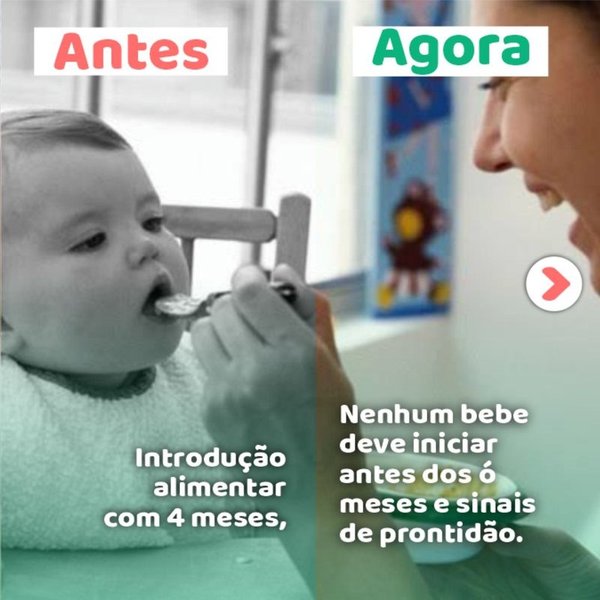 Antes
Agora
Introdução
alimentar
com 4 meses,
Nenhum bebe
deve iniciar
antes dos ó
meses e sinais
de prontidão.